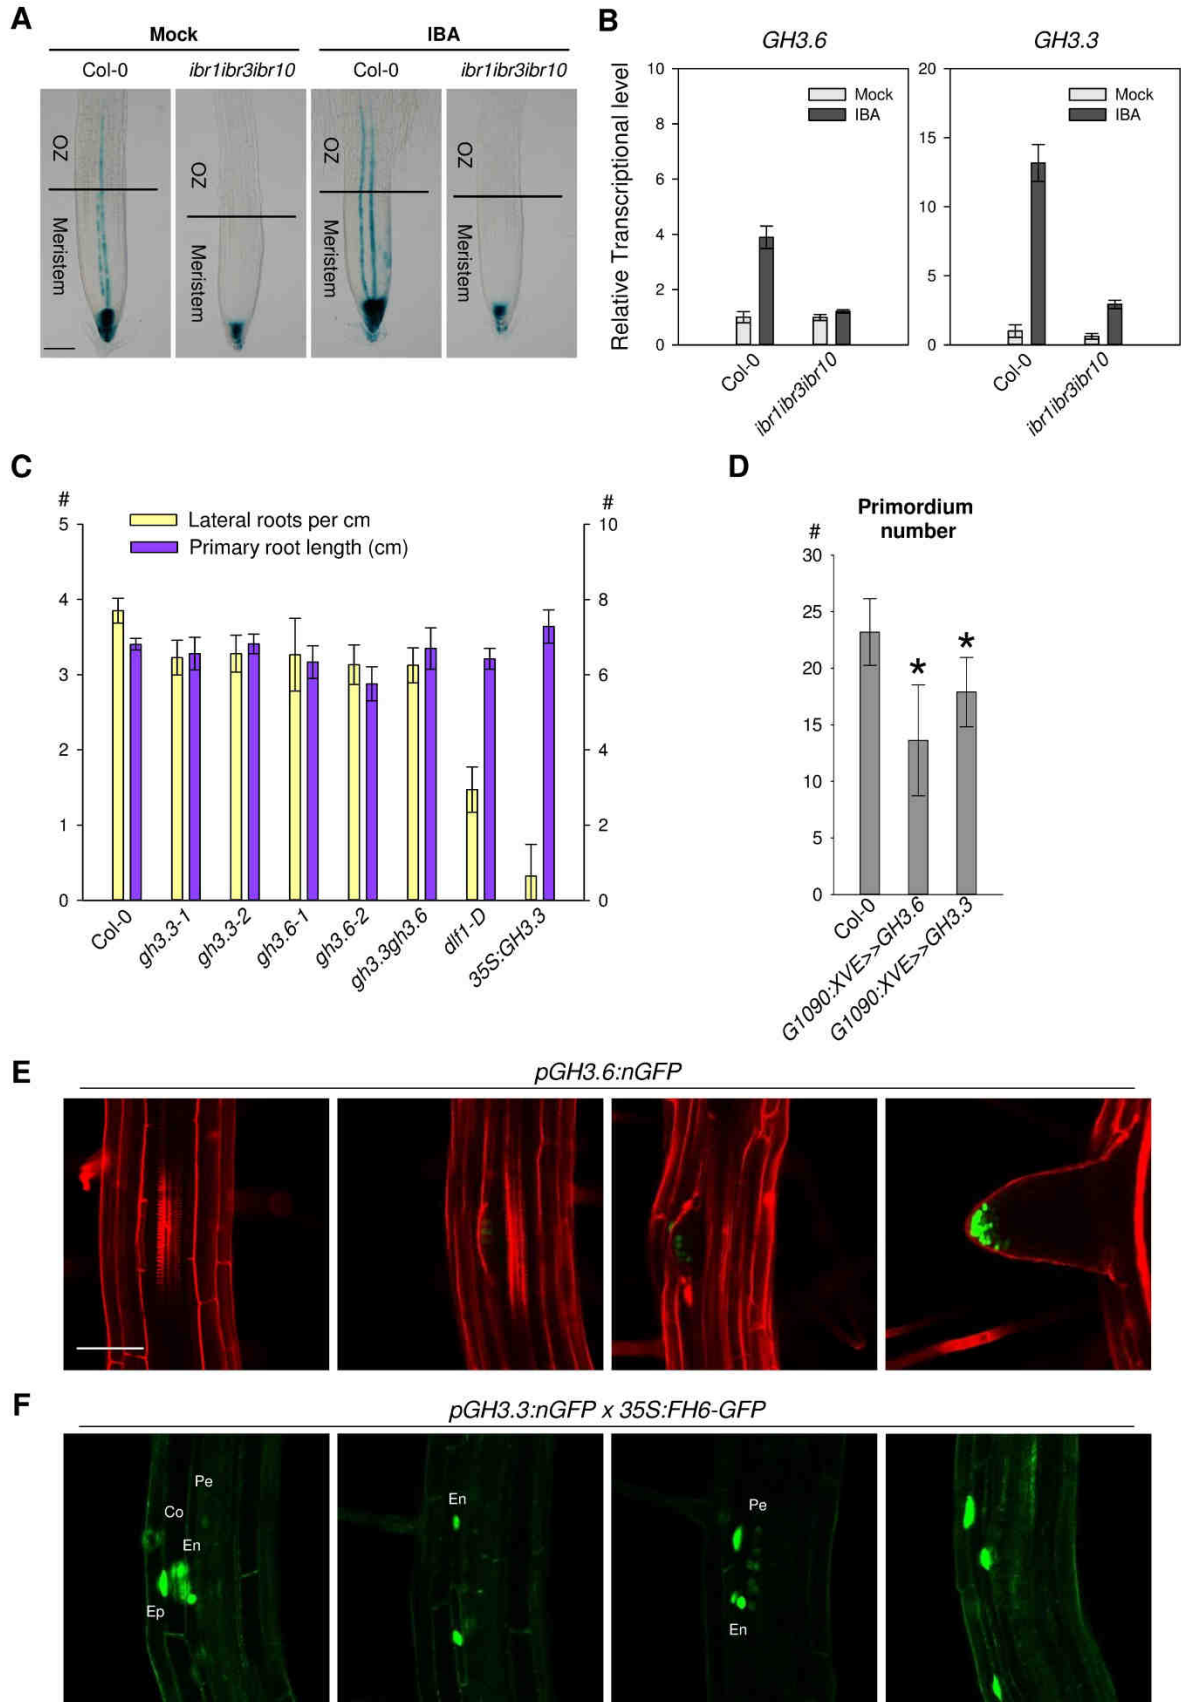 A
Mock IBA
Col-0 ibr1ibr3ibr10 Col-0 ibr1ibr3ibr10
OZ OZ OZ OZ
Meristem Meristem Meristem Meristem
B
GH3.6 GH3.3
Relative Transcriptional level
10 20
8 15
6 10
4 5
2 0
0
Mock Mock
IBA IBA
Col-0 ibr1ibr3ibr10 Col-0 ibr1ibr3ibr10
C
# #
Lateral roots per cm
Primary root length (cm)
5 10
4 8
3 6
2 4
1 2
0 0
Col-0 gh3.3-1 gh3.3-2 gh3.6-1 gh3.6-2 gh3.3gh3.6 dlf1-D 35S:GH3.3
D
Primordium
number
#
30
25
20
15
10
5
0
* *
Col-0 G1090:XVE>>GH3.6 G1090:XVE>>GH3.3
E
pGH3.6:nGFP
F
pGH3.3:nGFP x 35S:FH6-GFP
Pe
Co
En
Ep
En
Pe
En